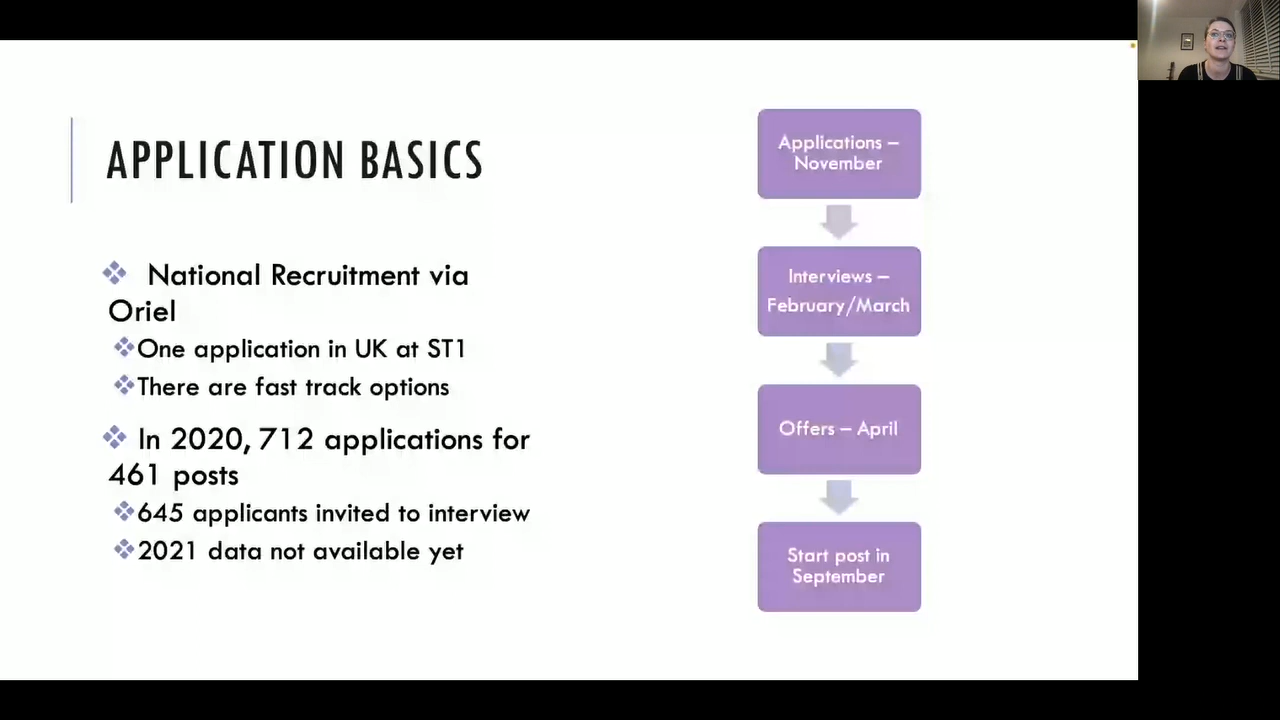 APPLICATION BASICS
National Recruitment via
Oriel
One application in UK at ST1
There are fast track options
In 2020, 712 applications for
461 posts
645 applicants invited to interview
2021 data not available yet
Applications –
November
Interviews –
February/March
Offers – April
Start post in
September